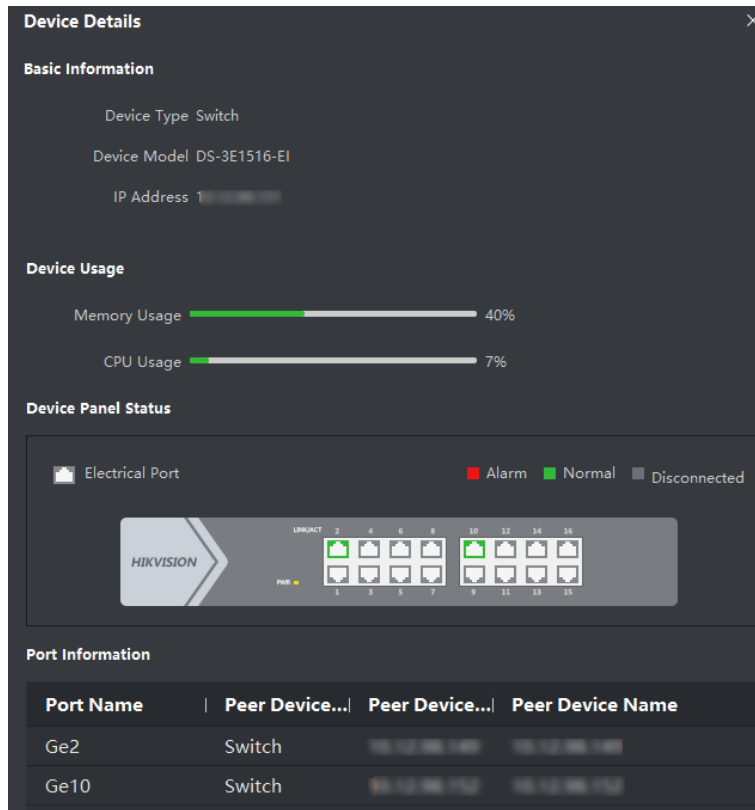 Device Details
Basic Information
Device Type Switch
Device Model DS-3E1516-EI
IP Address
Device Usage
Memory Usage 40%
CPU Usage 7%
Device Panel Status
Electrical Port Alarm Normal Disconnected
LINK/ACT 2 4 6 8 10 12 14 16
HIKVISION
PWR
1 3 5 7 9 11 13 15
Port Information
Port Name Peer Device... Peer Device... Peer Device Name
Ge2 Switch
Ge10 Switch